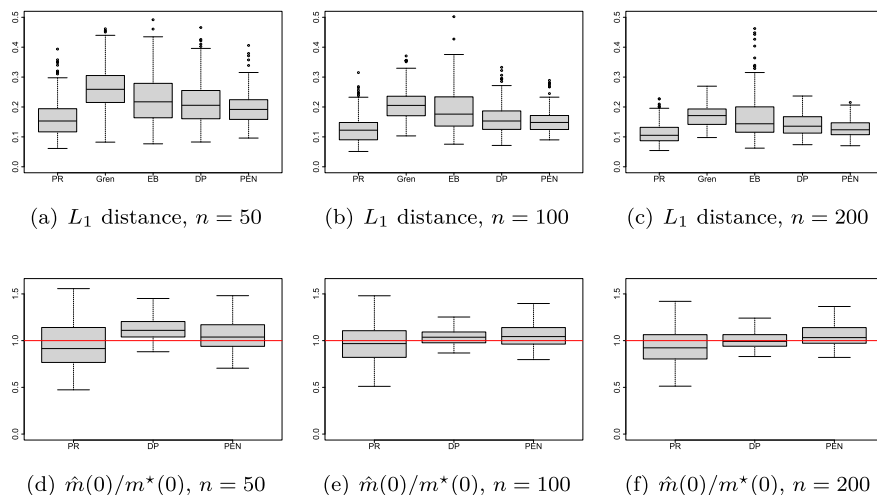 0.5
0.4
0.3
0.2
0.1
0.0
PR Gren EB DP PEN
(a) L₁ distance, n = 50
0.5
0.4
0.3
0.2
0.1
0.0
PR Gren EB DP PEN
(b) L₁ distance, n = 100
0.5
0.4
0.3
0.2
0.1
0.0
PR Gren EB DP PEN
(c) L₁ distance, n = 200
1.5
1.0
0.5
0.0
PR DP PEN
(d) m̂(0)/m⋆(0), n = 50
1.5
1.0
0.5
0.0
PR DP PEN
(e) m̂(0)/m⋆(0), n = 100
1.5
1.0
0.5
0.0
PR DP PEN
(f) m̂(0)/m⋆(0), n = 200